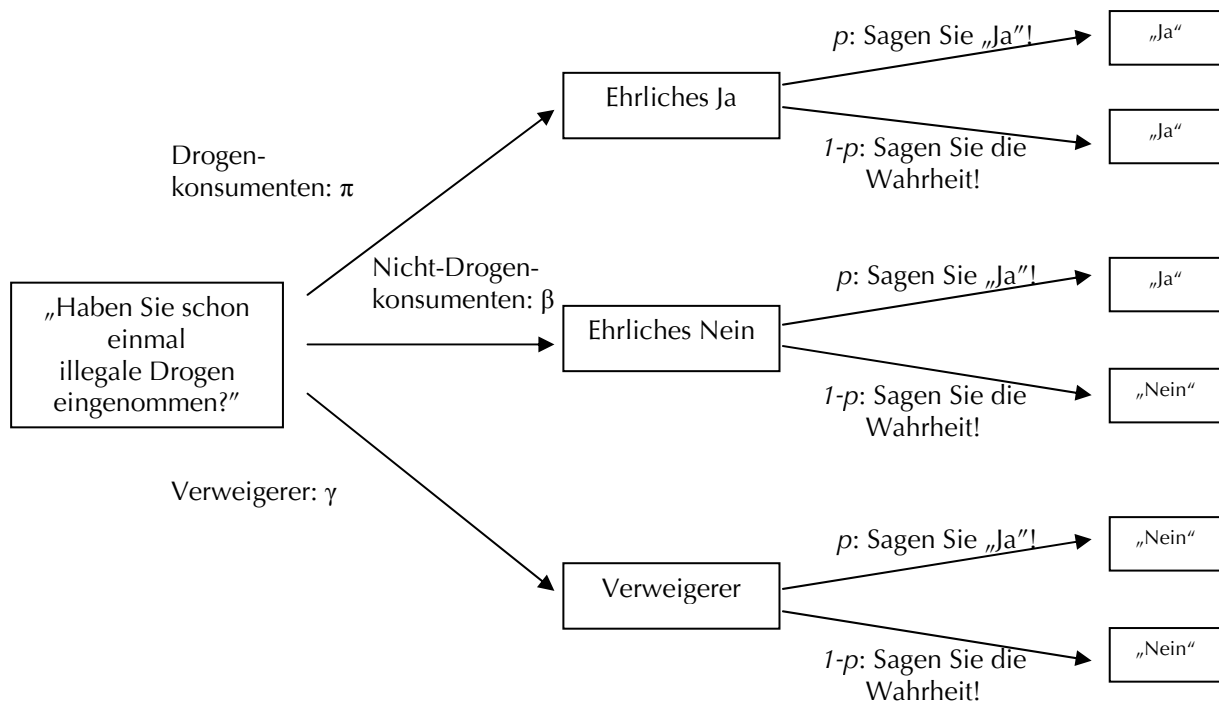 p: Sagen Sie „Ja”!
„Ja“
Ehrliches Ja
„Ja“
1-p: Sagen Sie die
Wahrheit!
Drogen-
konsumenten: π
Nicht-Drogen-
konsumenten: β
p: Sagen Sie „Ja”!
„Ja“
„Haben Sie schon
einmal
illegale Drogen
eingenommen?”
Ehrliches Nein
„Nein“
1-p: Sagen Sie die
Wahrheit!
Verweigerer: γ
p: Sagen Sie „Ja”!
„Nein“
Verweigerer
„Nein“
1-p: Sagen Sie die
Wahrheit!